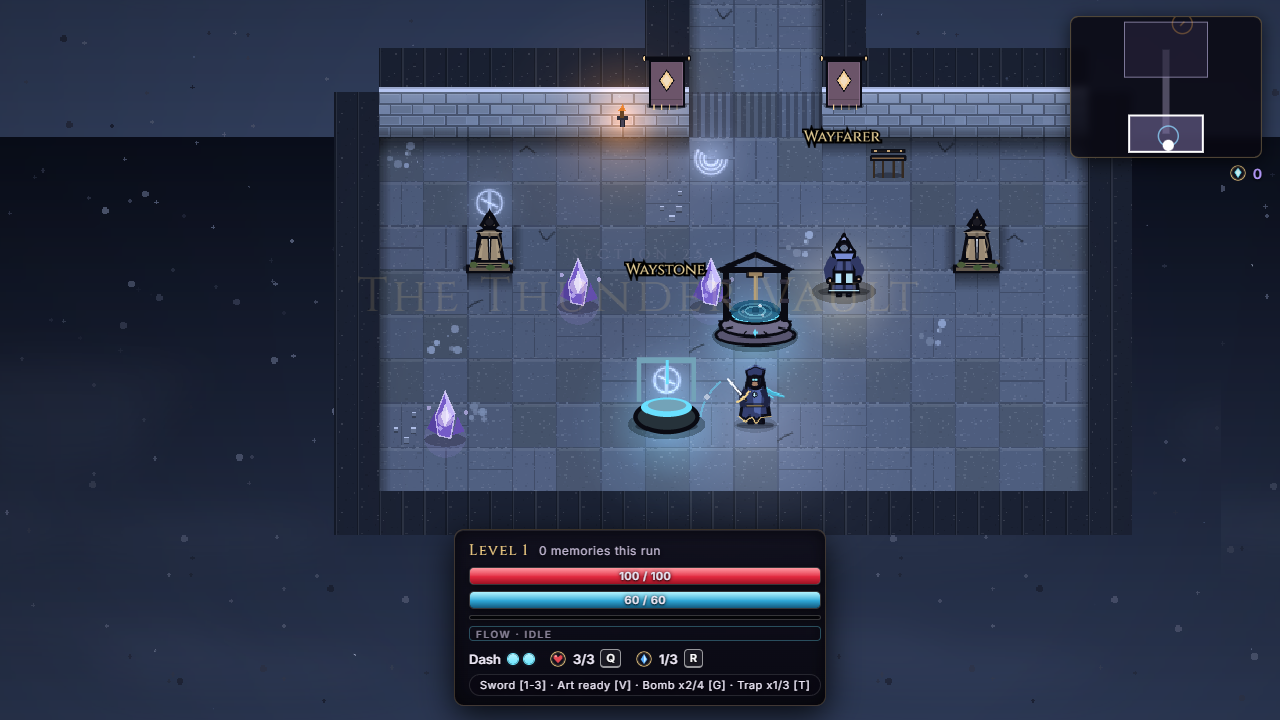 WAYFARER
0
WAYSTONE
THE THUNDER VAULT
LEVEL 1 0 memories this run
100 / 100
60 / 60
FLOW · IDLE
Dash 3/3 Q 1/3 R
Sword [1-3] · Art ready [V] · Bomb x2/4 [G] · Trap x1/3 [T]